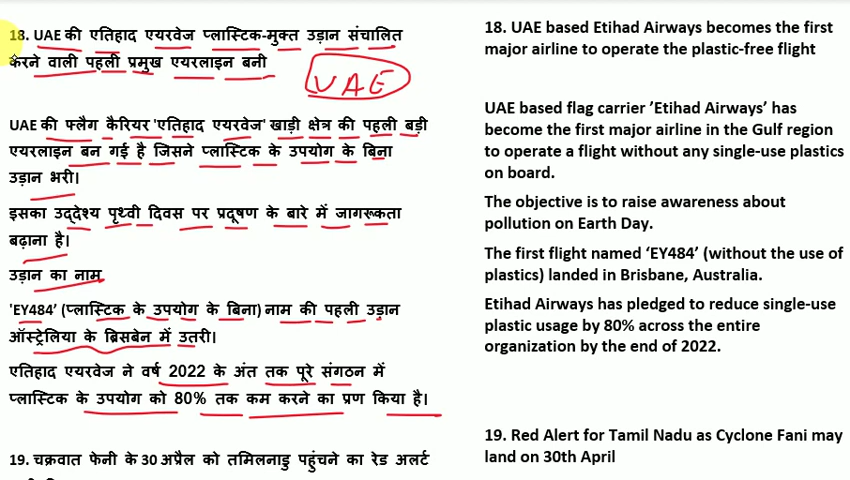 18. UAE की एतिहाद एयरवेज प्लास्टिक-मुक्त उड़ान संचालित
करने वाली पहली प्रमुख एयरलाइन बनी
UAE
UAE की फ्लैग कैरियर 'एतिहाद एयरवेज' खाड़ी क्षेत्र की पहली बड़ी
एयरलाइन बन गई है जिसने प्लास्टिक के उपयोग के बिना
उड़ान भरी।
इसका उद्देश्य पृथ्वी दिवस पर प्रदूषण के बारे में जागरूकता
बढ़ाना है।
उड़ान का नाम
'EY484’ (प्लास्टिक के उपयोग के बिना) नाम की पहली उड़ान
ऑस्ट्रेलिया के ब्रिसबेन में उतरी।
एतिहाद एयरवेज ने वर्ष 2022 के अंत तक पूरे संगठन में
प्लास्टिक के उपयोग को 80% तक कम करने का प्रण किया है।
19. चक्रवात फेनी के 30 अप्रैल को तमिलनाडु पहुंचने का रेड अलर्ट
18. UAE based Etihad Airways becomes the first
major airline to operate the plastic-free flight
UAE based flag carrier ’Etihad Airways’ has
become the first major airline in the Gulf region
to operate a flight without any single-use plastics
on board.
The objective is to raise awareness about
pollution on Earth Day.
The first flight named ‘EY484’ (without the use of
plastics) landed in Brisbane, Australia.
Etihad Airways has pledged to reduce single-use
plastic usage by 80% across the entire
organization by the end of 2022.
19. Red Alert for Tamil Nadu as Cyclone Fani may
land on 30th April